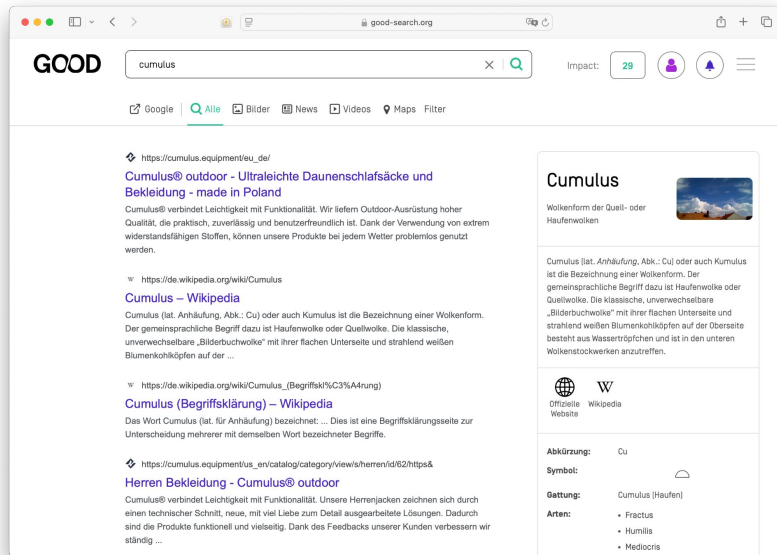 good-search.org
GOOD
cumulus
Impact:
29
Google
Alle
Bilder
News
Videos
Maps
Filter
https://cumulus.equipment/eu_de/
Cumulus® outdoor - Ultraleichte Daunenschlafsäcke und
Bekleidung - made in Poland
Cumulus® verbindet Leichtigkeit mit Funktionalität. Wir liefern Outdoor-Ausrüstung hoher
Qualität, die praktisch, zuverlässig und benutzerfreundlich ist. Dank der Verwendung von extrem
widerstandsfähigen Stoffen, können unsere Produkte bei jedem Wetter problemlos genutzt
werden.
W https://de.wikipedia.org/wiki/Cumulus
Cumulus – Wikipedia
Cumulus (lat. Anhäufung, Abk.: Cu) oder auch Kumulus ist die Bezeichnung einer Wolkenform.
Der gemeinsprachliche Begriff dazu ist Haufenwolke oder Quellwolke. Die klassische,
unverwechselbare „Bilderbuchwolke“ mit ihrer flachen Unterseite und strahlend weißen
Blumenkohlköpfen auf der ...
W https://de.wikipedia.org/wiki/Cumulus_(Begriffskl%C3%A4rung)
Cumulus (Begriffsklärung) – Wikipedia
Das Wort Cumulus (lat. für Anhäufung) bezeichnet: ... Dies ist eine Begriffsklärungsseite zur
Unterscheidung mehrerer mit demselben Wort bezeichneter Begriffe.
https://cumulus.equipment/us_en/catalog/category/view/s/herren/id/62/https&
Herren Bekleidung - Cumulus® outdoor
Cumulus® verbindet Leichtigkeit mit Funktionalität. Unsere Herrenjacken zeichnen sich durch
einen technischer Schnitt, neue, mit viel Liebe zum Detail ausgearbeitete Lösungen. Dadurch
sind die Produkte funktionell und vielseitig. Dank des Feedbacks unserer Kunden verbessern wir
ständig ...
Cumulus
Wolkenform der Quell- oder
Haufenwolken
Cumulus (lat. Anhäufung, Abk.: Cu) oder auch Kumulus
ist die Bezeichnung einer Wolkenform. Der
gemeinsprachliche Begriff dazu ist Haufenwolke oder
Quellwolke. Die klassische, unverwechselbare
„Bilderbuchwolke“ mit ihrer flachen Unterseite und
strahlend weißen Blumenkohlköpfen auf der Oberseite
besteht aus Wassertröpfchen und ist in den unteren
Wolkenstockwerken anzutreffen.
W
Offizielle
Website
Wikipedia
Abkürzung: Cu
Symbol:
Gattung: Cumulus (Haufen)
Arten: • Fractus
• Humilis
• Mediocris